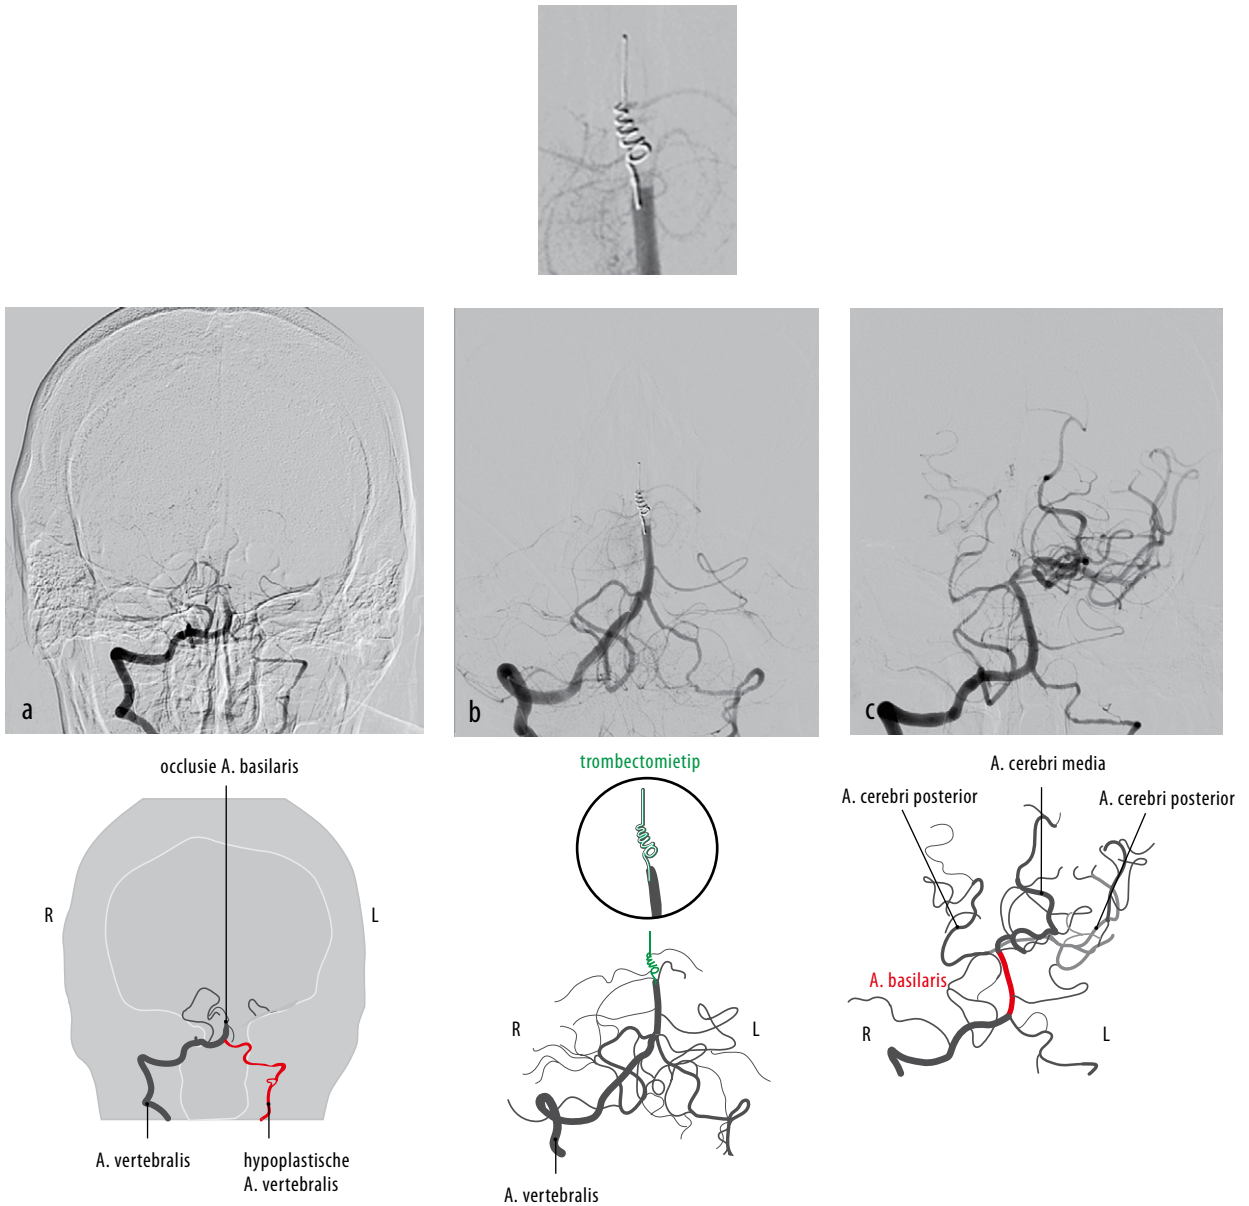 a
b
c
occlusie A. basilaris
R
L
A. vertebralis
hypoplastische
A. vertebralis
trombectomietip
R
L
A. vertebralis
A. cerebri media
A. cerebri posterior
A. cerebri posterior
A. basilaris
R
L